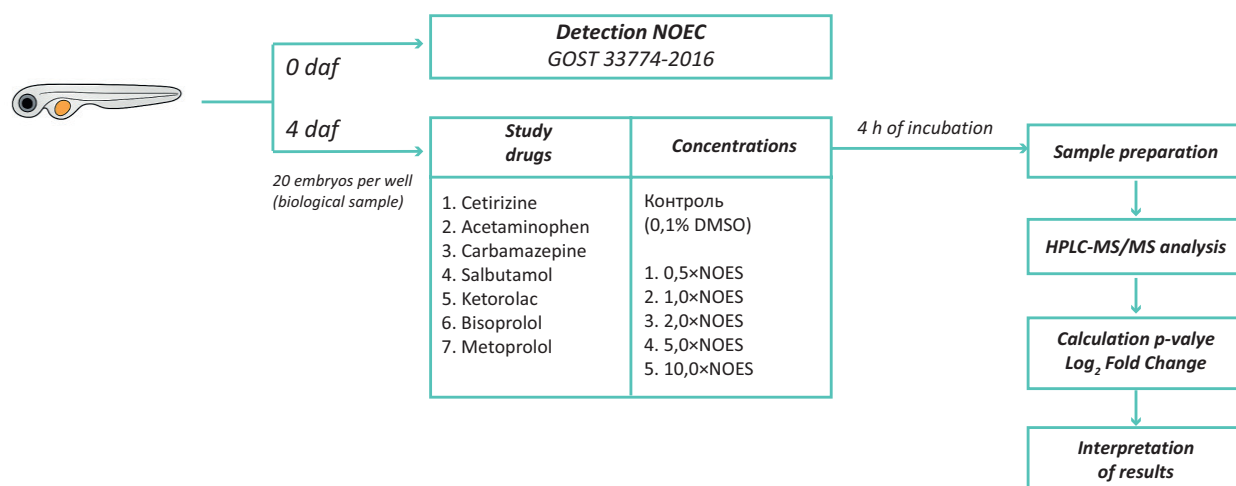 0 daf
Detection NOEC
GOST 33774-2016
4 daf
20 embryos per well
(biological sample)
Study
drugs
Concentrations
1. Cetirizine
2. Acetaminophen
3. Carbamazepine
4. Salbutamol
5. Ketorolac
6. Bisoprolol
7. Metoprolol
Контроль
(0,1% DMSO)
1. 0,5×NOES
2. 1,0×NOES
3. 2,0×NOES
4. 5,0×NOES
5. 10,0×NOES
4 h of incubation
Sample preparation
HPLC-MS/MS analysis
Calculation p-valye
Log₂ Fold Change
Interpretation
of results